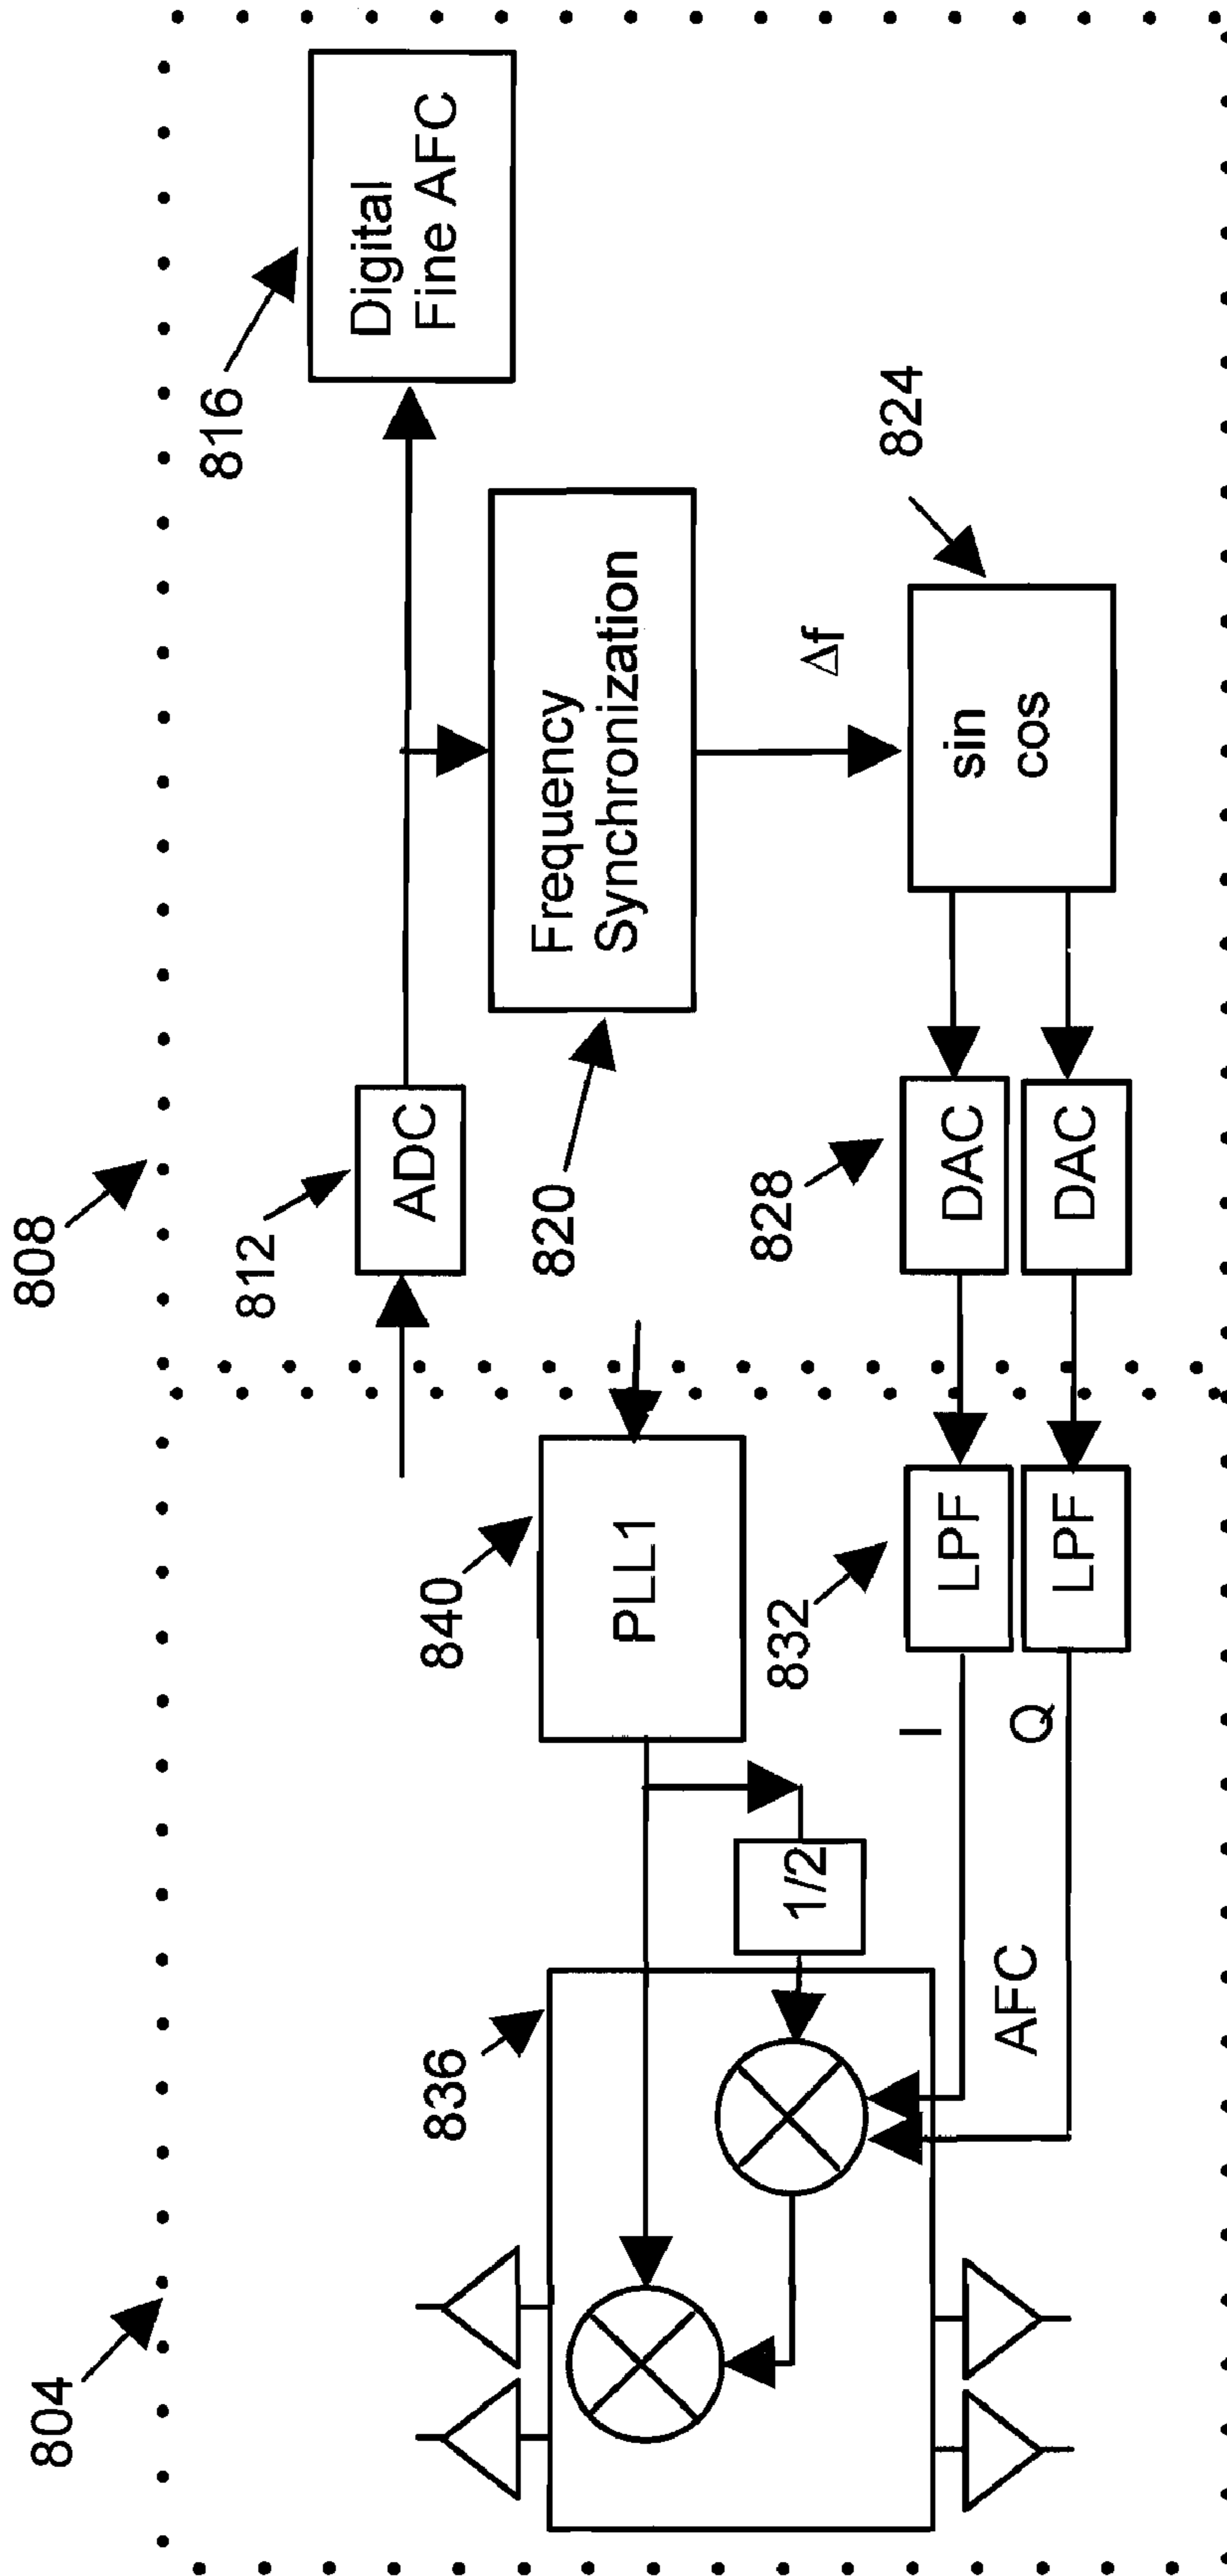 804
808
836
840
812
816
PLL1
ADC
Digital
Fine AFC
1/2
820
Frequency
Synchronization
832
828
Δf
824
I
LPF
DAC
sin
cos
AFC
Q
LPF
DAC